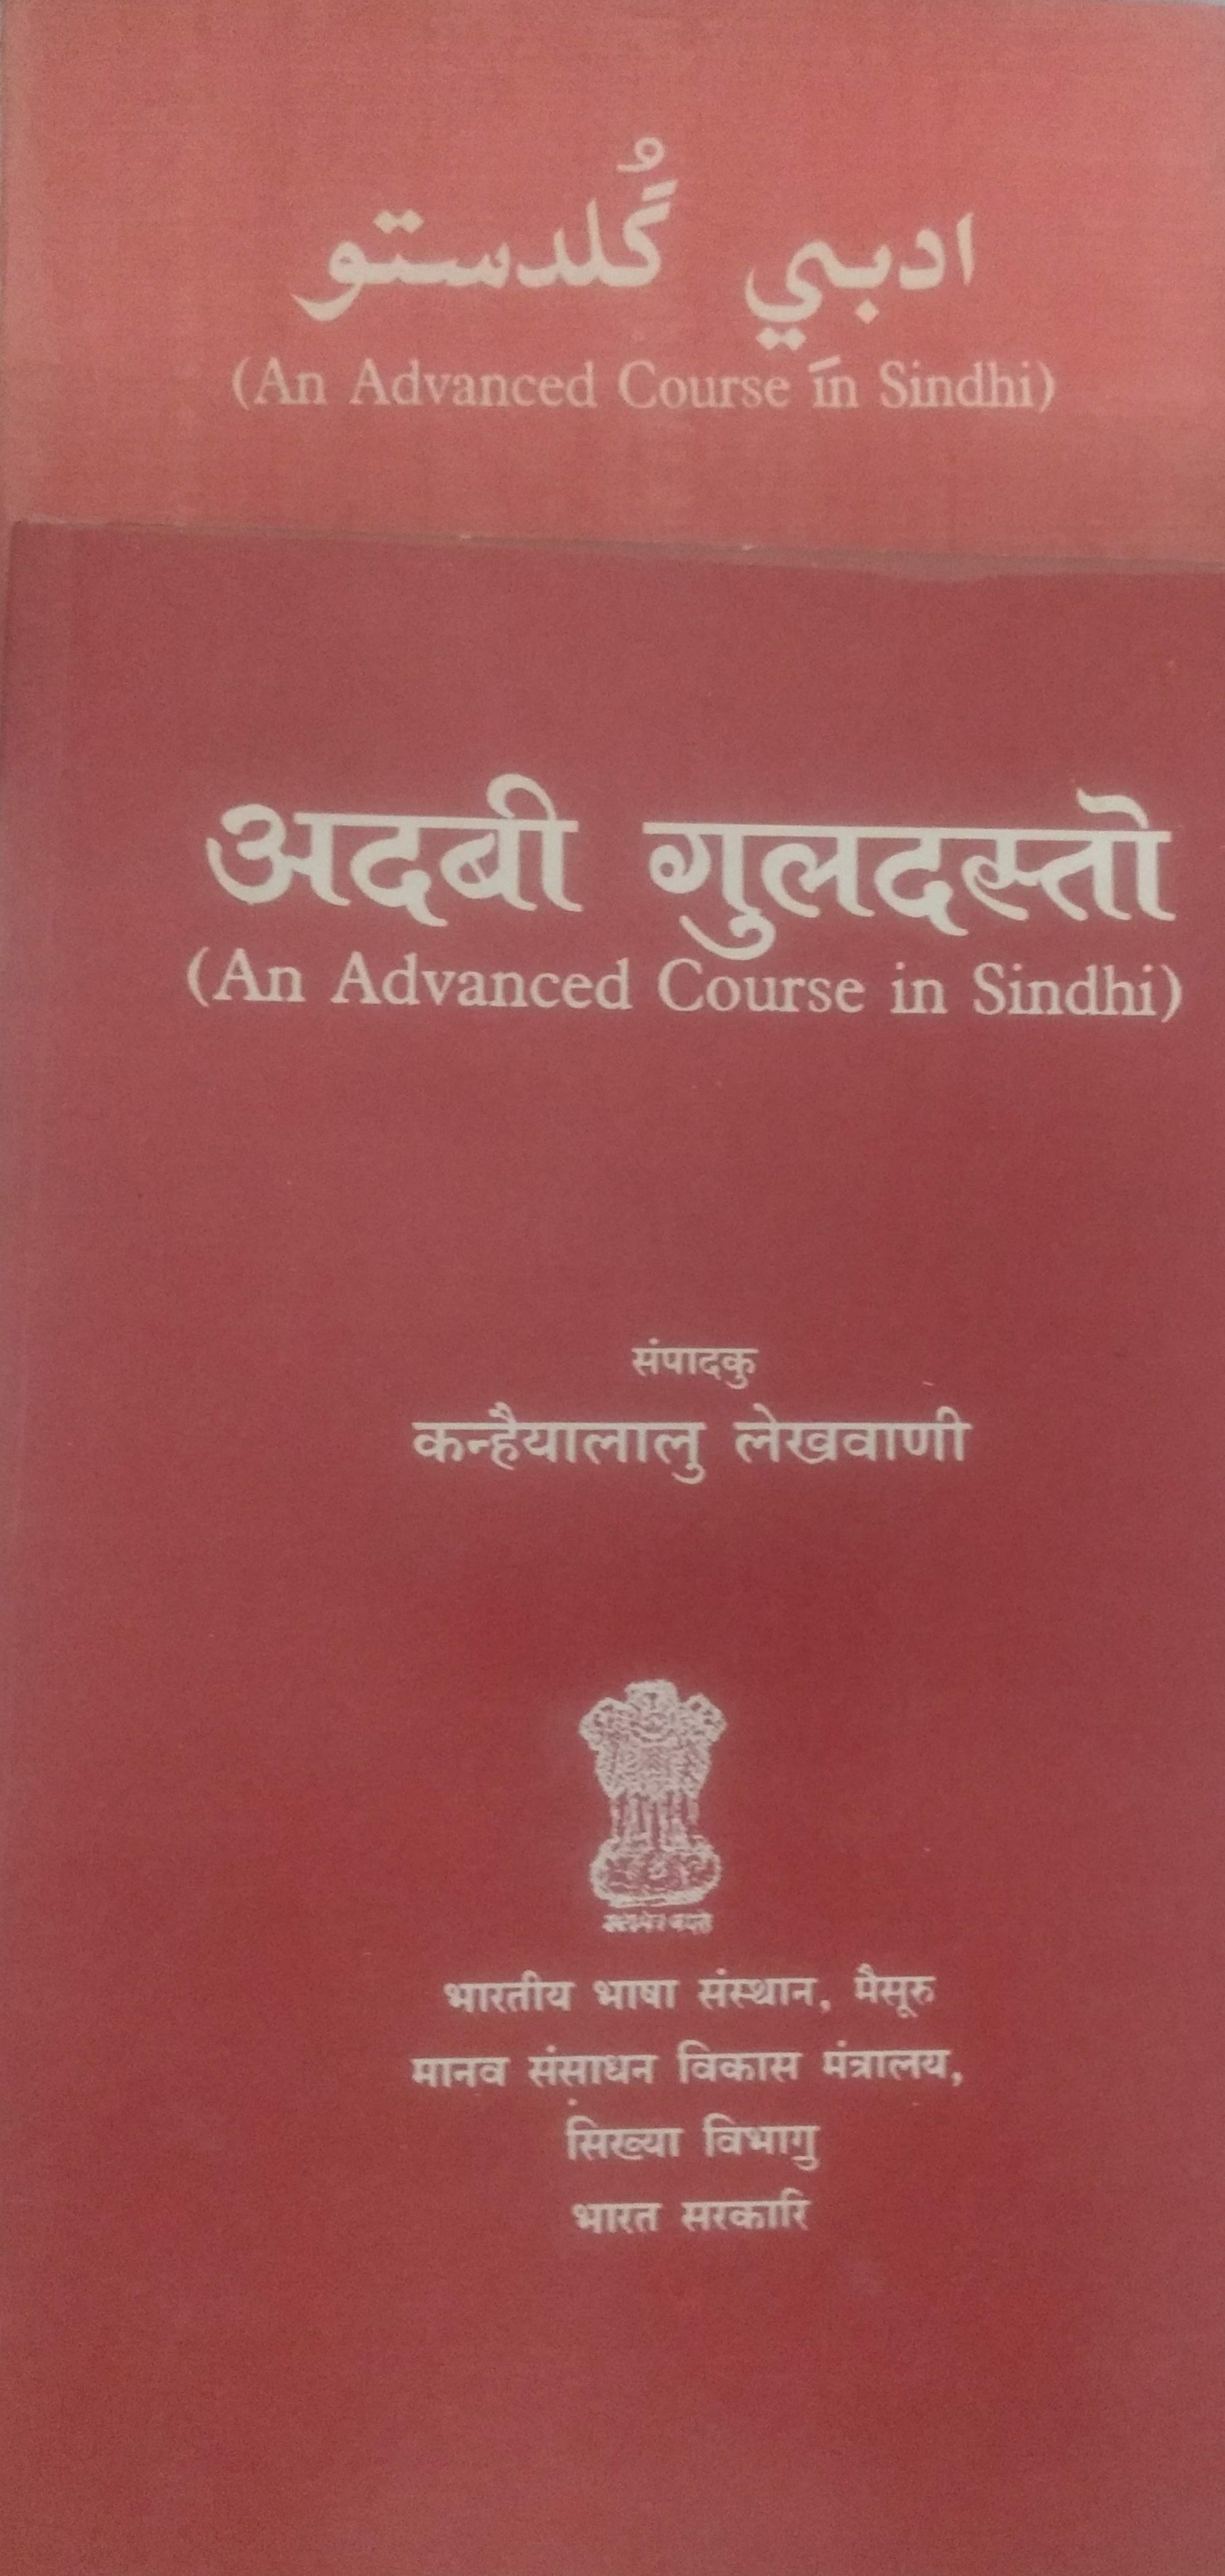 ادبي گُلدستو
(An Advanced Course in Sindhi)
अदबी गुलदस्तो
(An Advanced Course in Sindhi)
संपादकु
कन्हैयालालु लेखवाणी
सत्यमेव जयते
भारतीय भाषा संस्थान, मैसूरु
मानव संसाधन विकास मंत्रालय,
सिख्या विभागु
भारत सरकारि